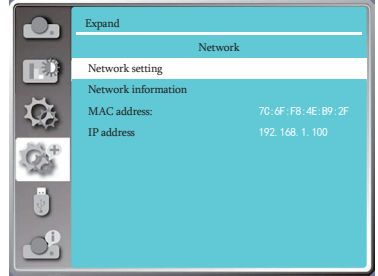 Expand
Network
Network setting
Network information
MAC address: 7C:6F:F8:4E:B9:2F
IP address 192.168.1.100